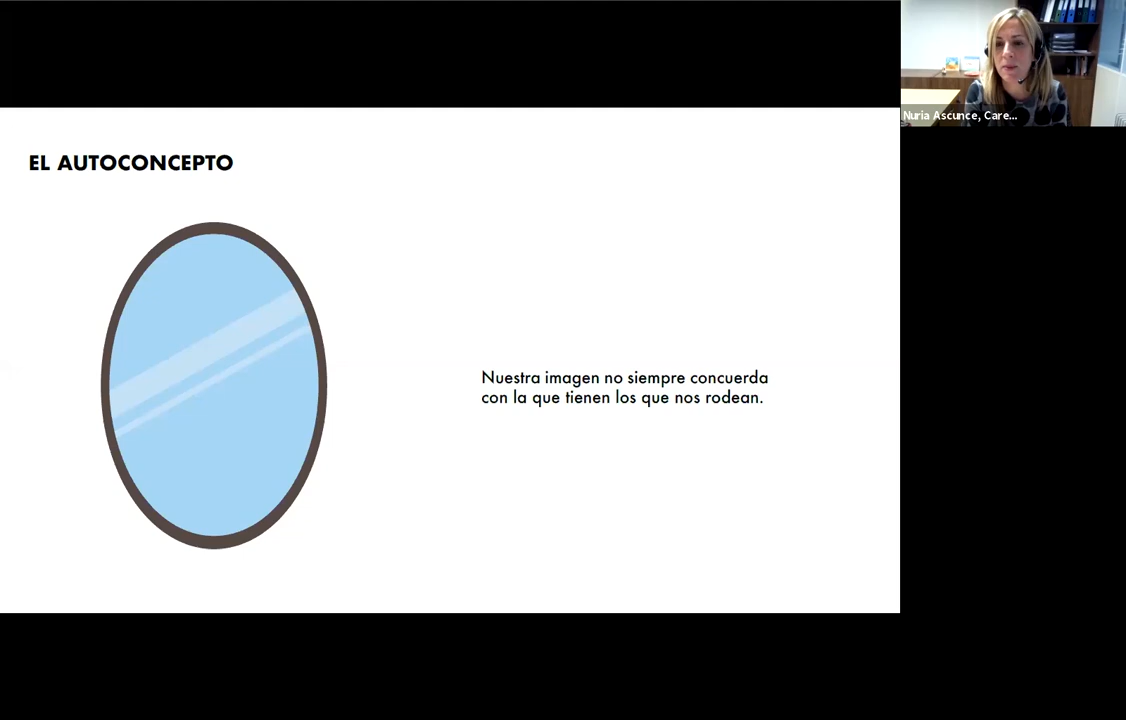 Nuria Ascunce, Care...
EL AUTOCONCEPTO
Nuestra imagen no siempre concuerda
con la que tienen los que nos rodean.